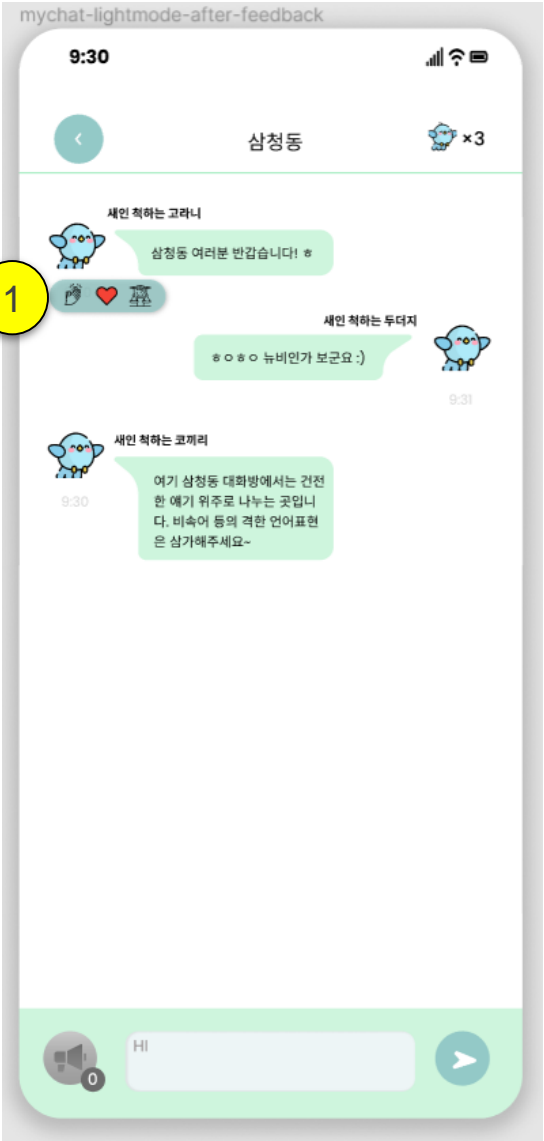 mychat-lightmode-after-feedback
9:30
삼청동
×3
새인 척하는 고라니
삼청동 여러분 반갑습니다! ㅎ
1
새인 척하는 두더지
ㅎㅇㅎㅇ 뉴비인가 보군요 :)
9:31
새인 척하는 코끼리
9:30
여기 삼청동 대화방에서는 건전
한 얘기 위주로 나누는 곳입니
다. 비속어 등의 격한 언어표현
은 삼가해주세요~
HI
0